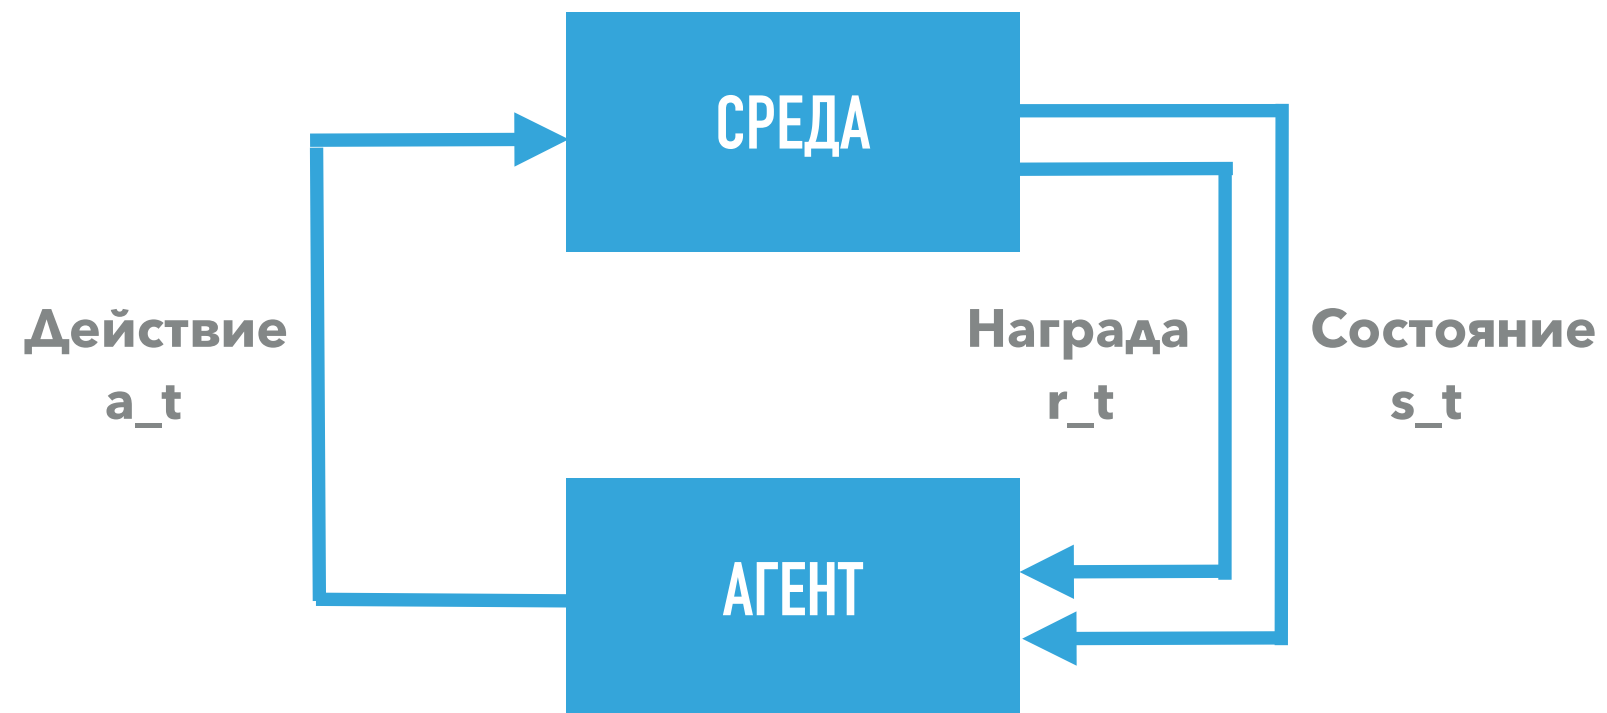 СРЕДА
Действие
a_t
Награда
r_t
Состояние
s_t
АГЕНТ